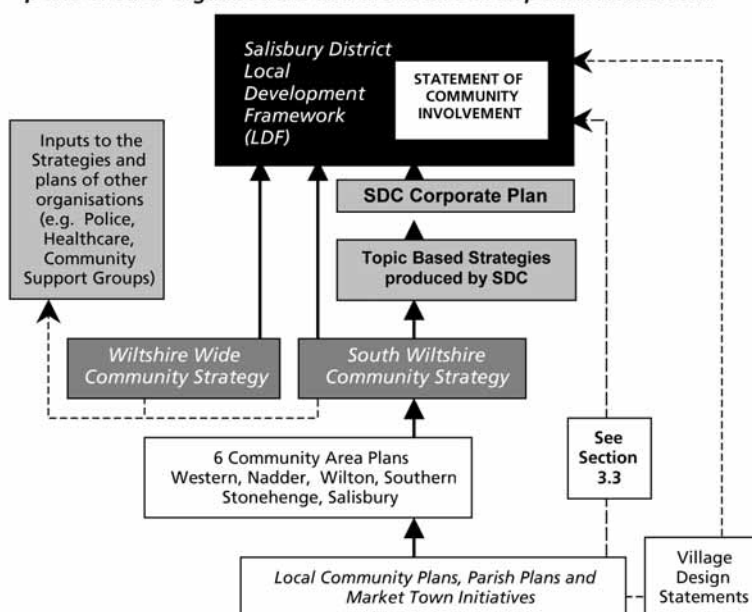 Salisbury District
Local
Development
Framework
(LDF)
STATEMENT OF
COMMUNITY
INVOLVEMENT
Inputs to the
Strategies and
plans of other
organisations
(e.g. Police,
Healthcare,
Community
Support Groups)
SDC Corporate Plan
Topic Based Strategies
produced by SDC
Wiltshire Wide
Community Strategy
South Wiltshire
Community Strategy
6 Community Area Plans
Western, Nadder, Wilton, Southern
Stonehenge, Salisbury
See
Section
3.3
Local Community Plans, Parish Plans and
Market Town Initiatives
Village
Design
Statements